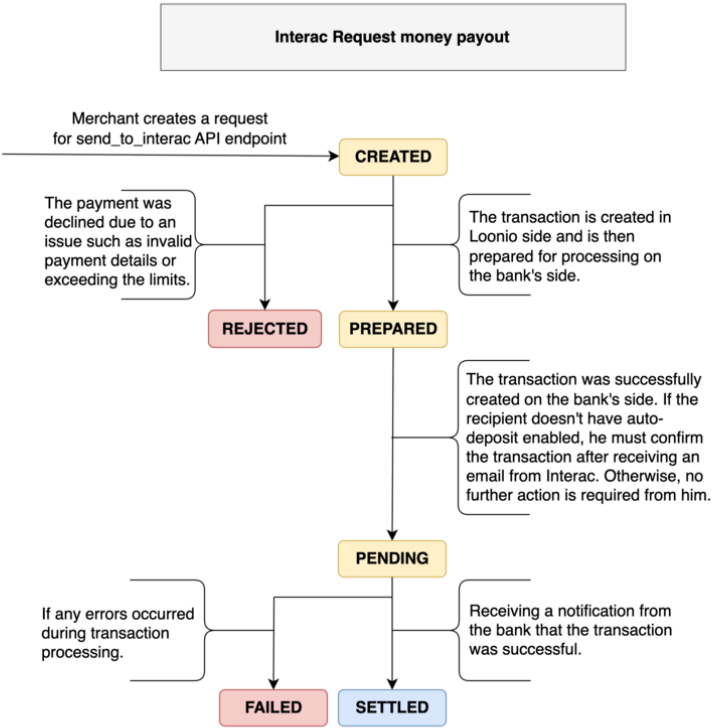 Interac Request money payout
Merchant creates a request
for send_to_interac API endpoint
CREATED
The payment was
declined due to an
issue such as invalid
payment details or
exceeding the limits.
The transaction is created in
Loonio side and is then
prepared for processing on
the bank's side.
REJECTED
PREPARED
The transaction was successfully
created on the bank's side. If the
recipient doesn't have auto-
deposit enabled, he must confirm
the transaction after receiving an
email from Interac. Otherwise, no
further action is required from him.
PENDING
If any errors occurred
during transaction
processing.
Receiving a notification from
the bank that the transaction
was successful.
FAILED
SETTLED